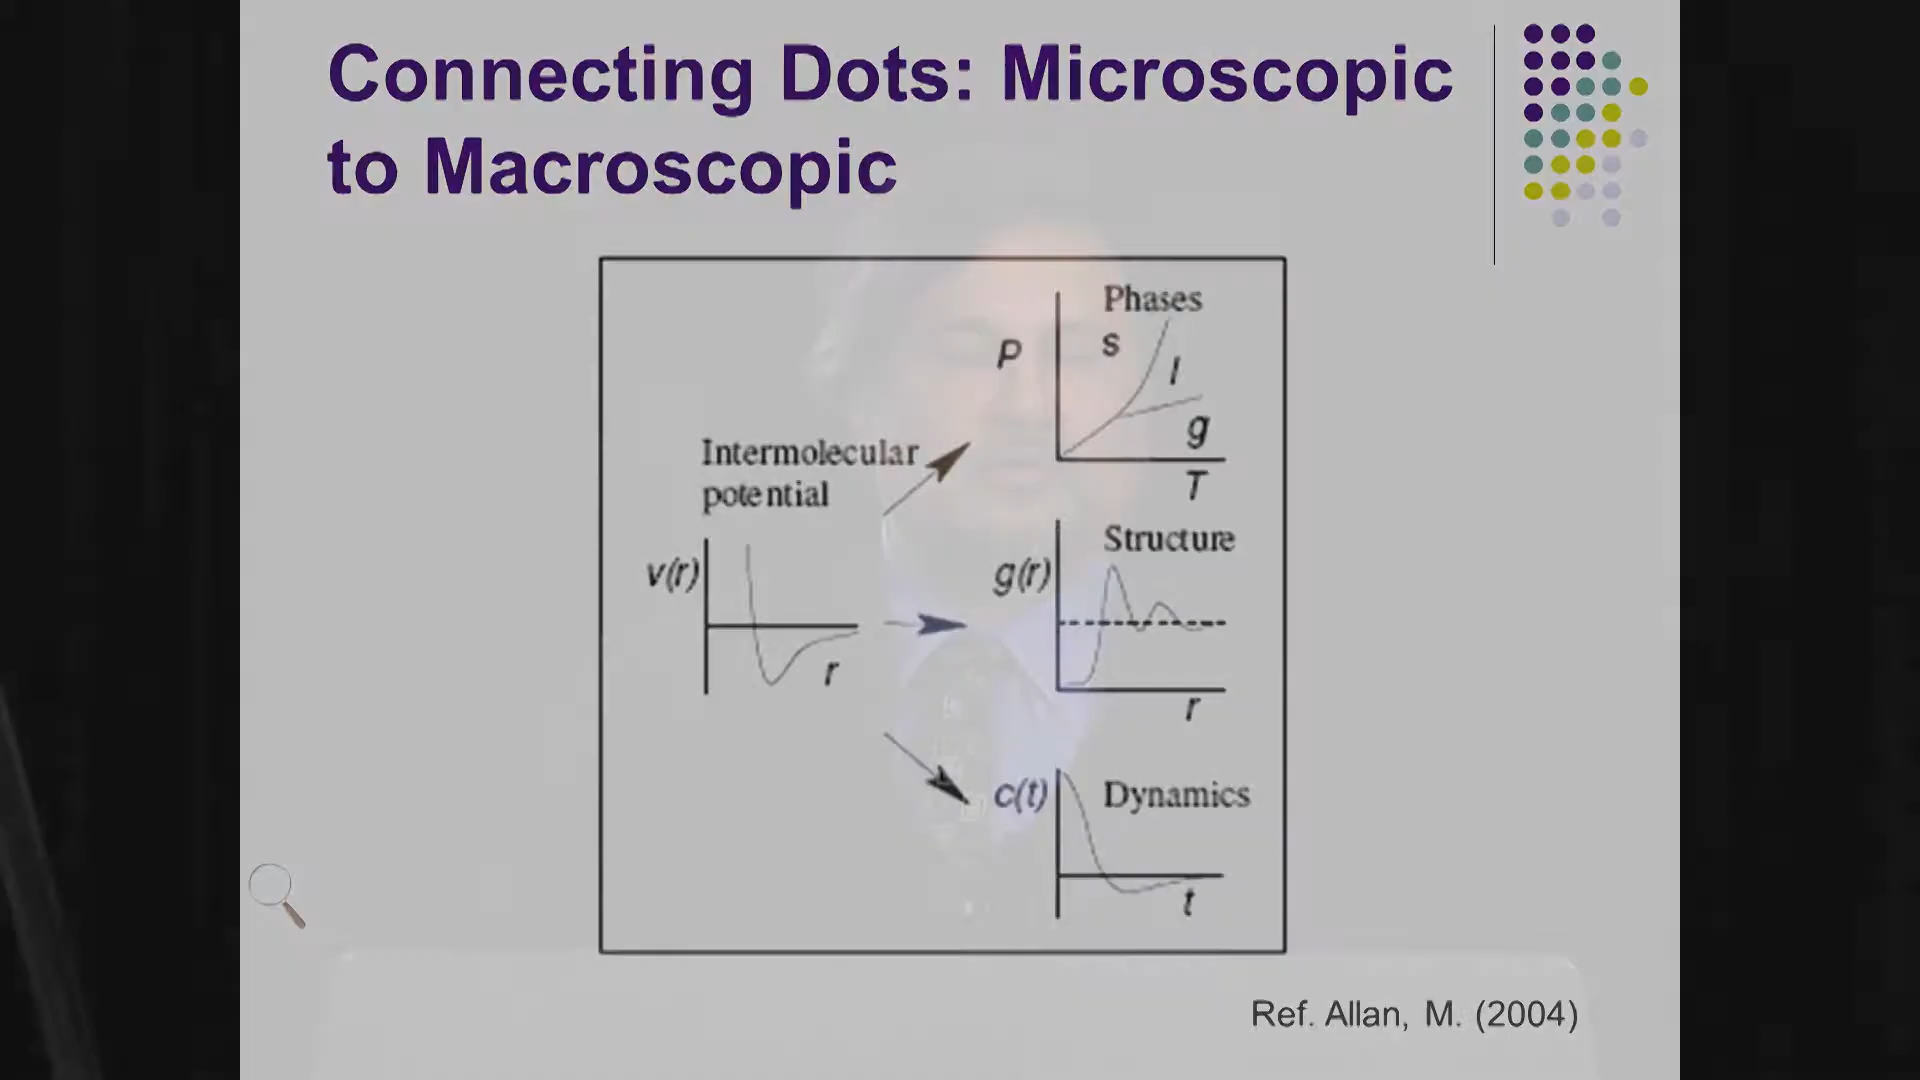 Connecting Dots: Microscopic
to Macroscopic
Phases
P
s
l
g
T
Intermolecular
potential
v(r)
r
Structure
g(r)
r
c(t)
Dynamics
t
Ref. Allan, M. (2004)